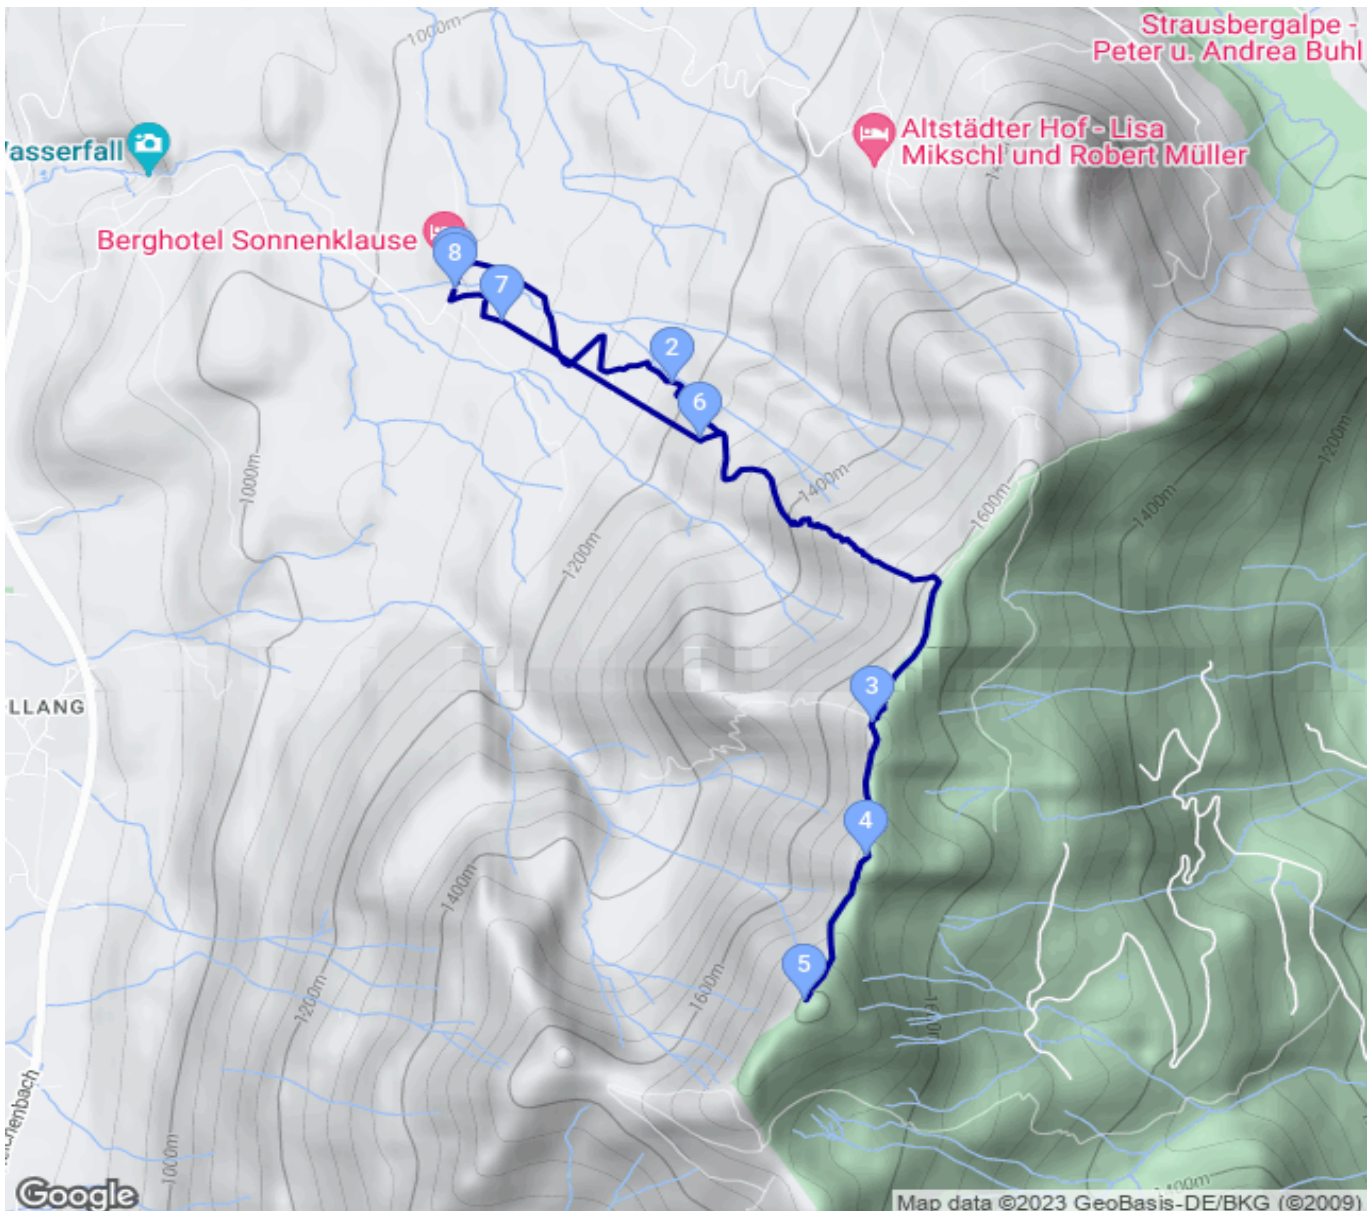 1000m
Strausbergalpe -
Peter u. Andrea Buhl
asserfall
Altstädter Hof - Lisa
Mikschl und Robert Müller
Berghotel Sonnenklause
8
7
2
6
1000m
1200m
1400m
1600m
1200m
1400m
3
LLANG
4
1400m
5
1600m
1200m
1000m
1400m
Google
Map data ©2023 GeoBasis-DE/BKG (©2009)